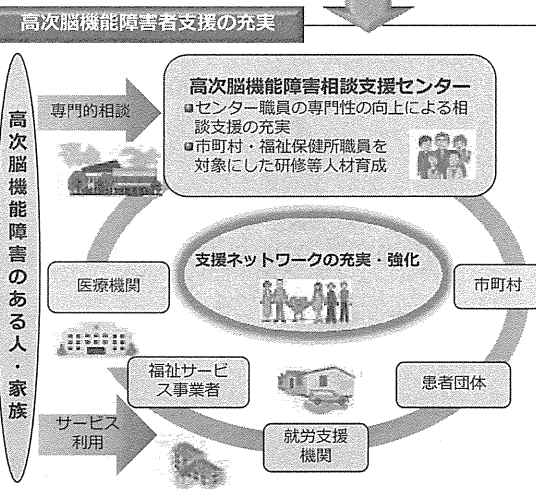 高次脳機能障害者支援の充実
高次脳機能障害のある人・家族
専門的相談
高次脳機能障害相談支援センター
■センター職員の専門性の向上による相
談支援の充実
■市町村・福祉保健所職員を
対象にした研修等人材育成
支援ネットワークの充実・強化
医療機関
市町村
福祉サービ
ス事業者
患者団体
就労支援
機関
サービス
利用